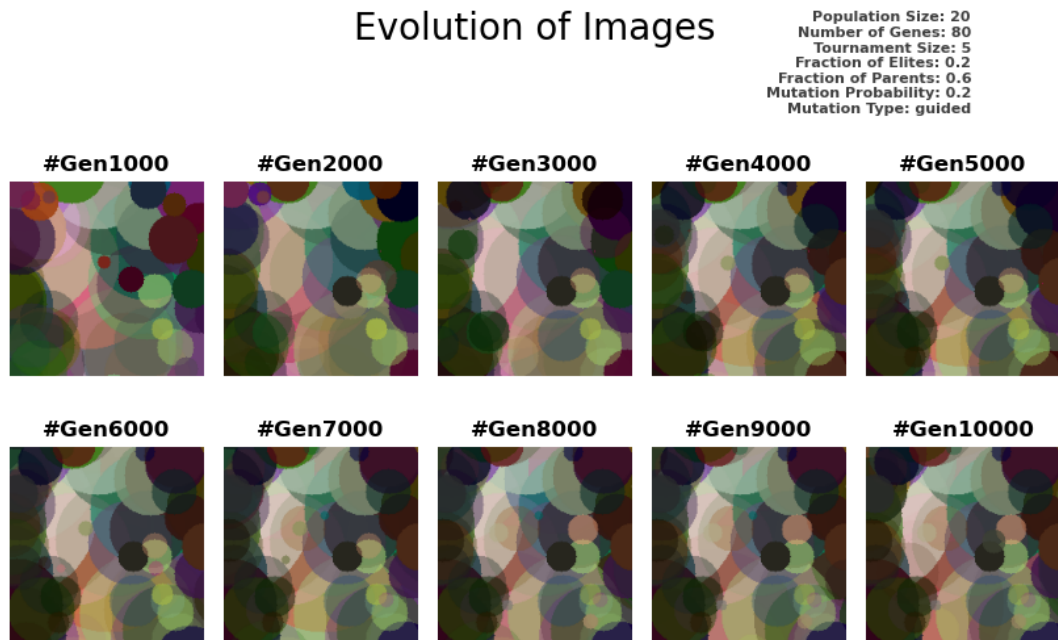 Evolution of Images
Population Size: 20
Number of Genes: 80
Tournament Size: 5
Fraction of Elites: 0.2
Fraction of Parents: 0.6
Mutation Probability: 0.2
Mutation Type: guided
#Gen1000
#Gen2000
#Gen3000
#Gen4000
#Gen5000
#Gen6000
#Gen7000
#Gen8000
#Gen9000
#Gen10000